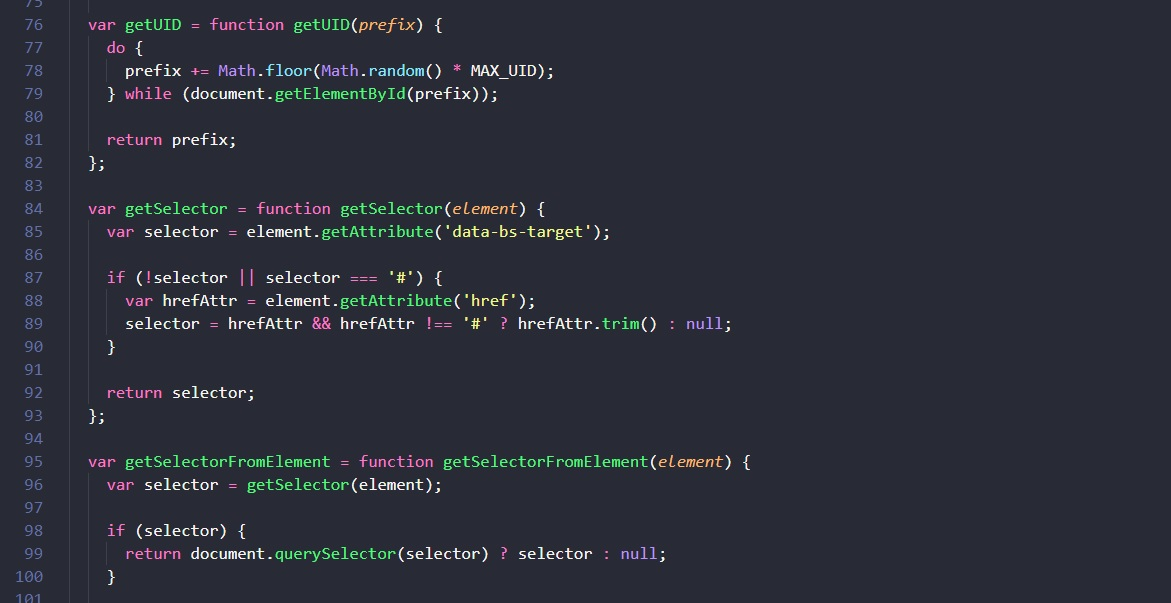 75
76 var getUID = function getUID(prefix) {
77 do {
78 prefix += Math.floor(Math.random() * MAX_UID);
79 } while (document.getElementById(prefix));
80
81 return prefix;
82 };
83
84 var getSelector = function getSelector(element) {
85 var selector = element.getAttribute('data-bs-target');
86
87 if (!selector || selector === '#') {
88 var hrefAttr = element.getAttribute('href');
89 selector = hrefAttr && hrefAttr !== '#' ? hrefAttr.trim() : null;
90 }
91
92 return selector;
93 };
94
95 var getSelectorFromElement = function getSelectorFromElement(element) {
96 var selector = getSelector(element);
97
98 if (selector) {
99 return document.querySelector(selector) ? selector : null;
100 }
101